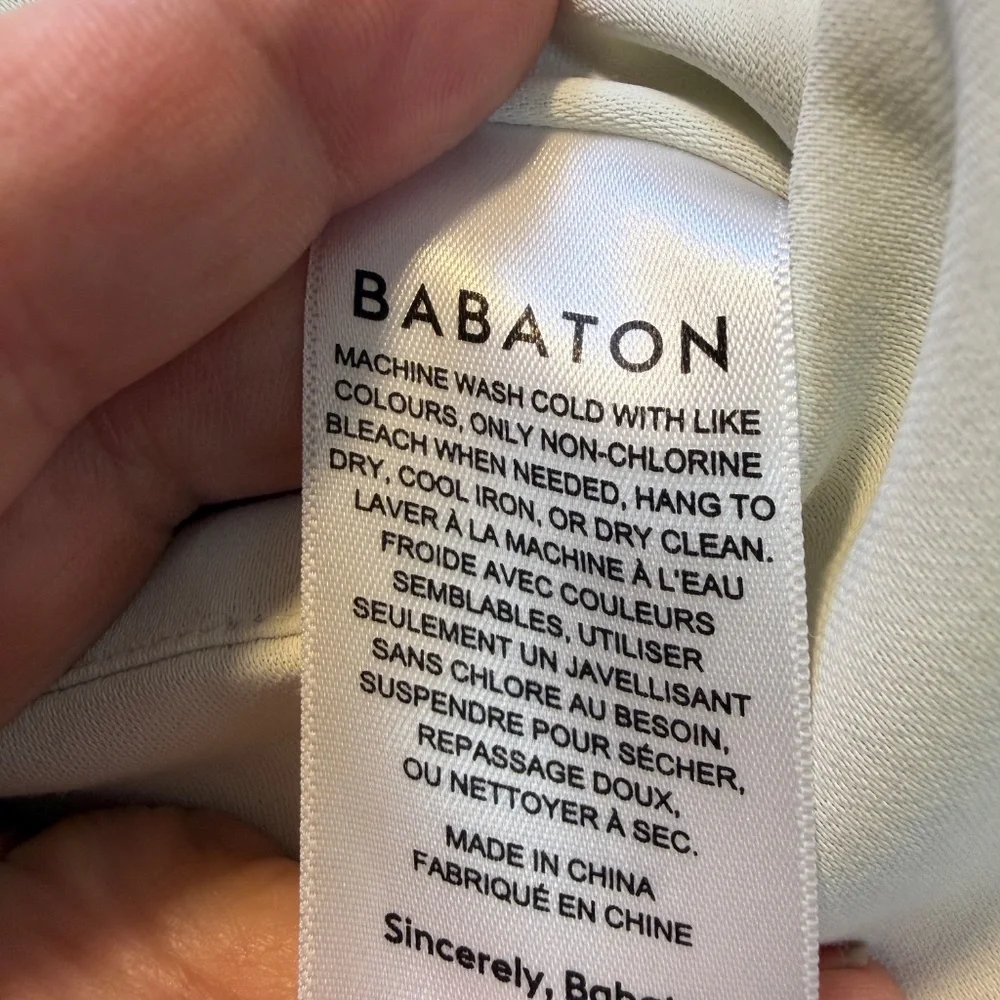 BABATON
MACHINE WASH COLD WITH LIKE
COLOURS, ONLY NON-CHLORINE
BLEACH WHEN NEEDED, HANG TO
DRY, COOL IRON, OR DRY CLEAN.
LAVER À LA MACHINE À L'EAU
FROIDE AVEC COULEURS
SEMBLABLES, UTILISER
SEULEMENT UN JAVELLISANT
SANS CHLORE AU BESOIN,
SUSPENDRE POUR SÉCHER,
REPASSAGE DOUX,
OU NETTOYER À SEC.
MADE IN CHINA
FABRIQUÉ EN CHINE
Sincerely,